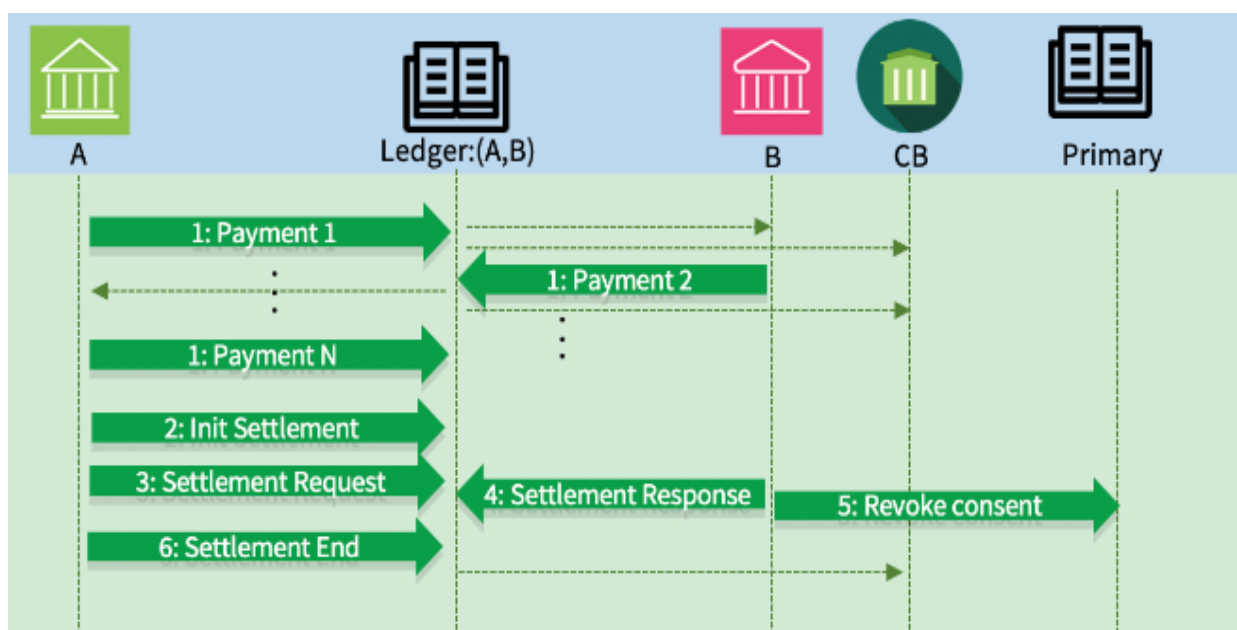 A
Ledger:(A,B)
B
CB
Primary
1: Payment 1
1: Payment 2
1: Payment N
2: Init Settlement
3: Settlement Request
4: Settlement Response
5: Revoke consent
6: Settlement End